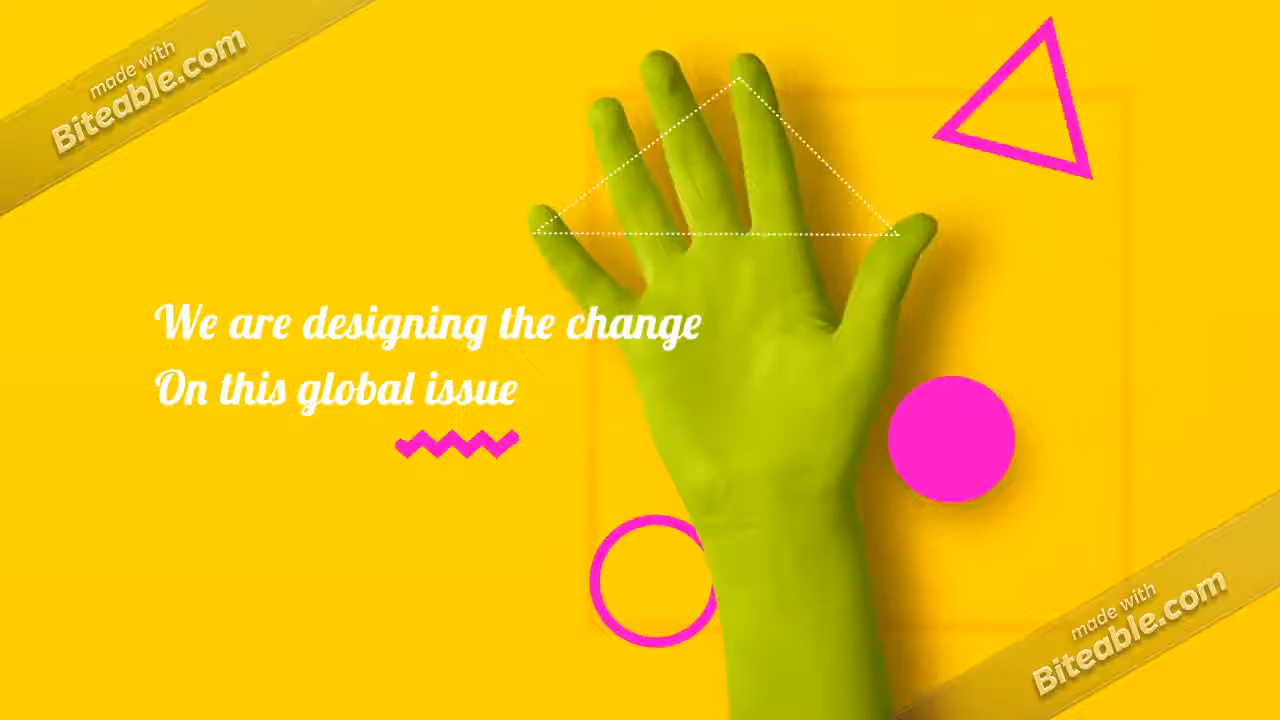 made with
Biteable.com
We are designing the change
On this global issue
made with
Biteable.com